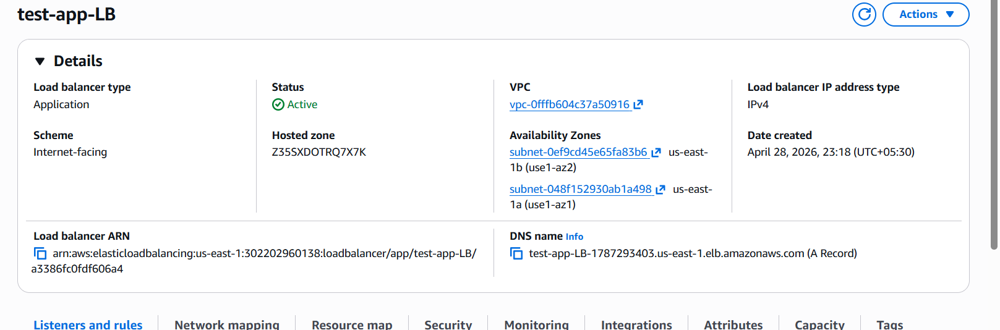 test-app-LB
Actions
Details
Load balancer type
Application
Status
Active
VPC
vpc-0fffb604c37a50916
Load balancer IP address type
IPv4
Scheme
Internet-facing
Hosted zone
Z35SXDOTRQ7X7K
Availability Zones
subnet-0ef9cd45e65fa83b6 us-east-
1b (use1-az2)
subnet-048f152930ab1a498 us-east-
1a (use1-az1)
Date created
April 28, 2026, 23:18 (UTC+05:30)
Load balancer ARN
arn:aws:elasticloadbalancing:us-east-1:302202960138:loadbalancer/app/test-app-LB/
a3386fc0fdf606a4
DNS name Info
test-app-LB-1787293403.us-east-1.elb.amazonaws.com (A Record)
Listeners and rules Network mapping Resource map Security Monitoring Integrations Attributes Capacity Tags